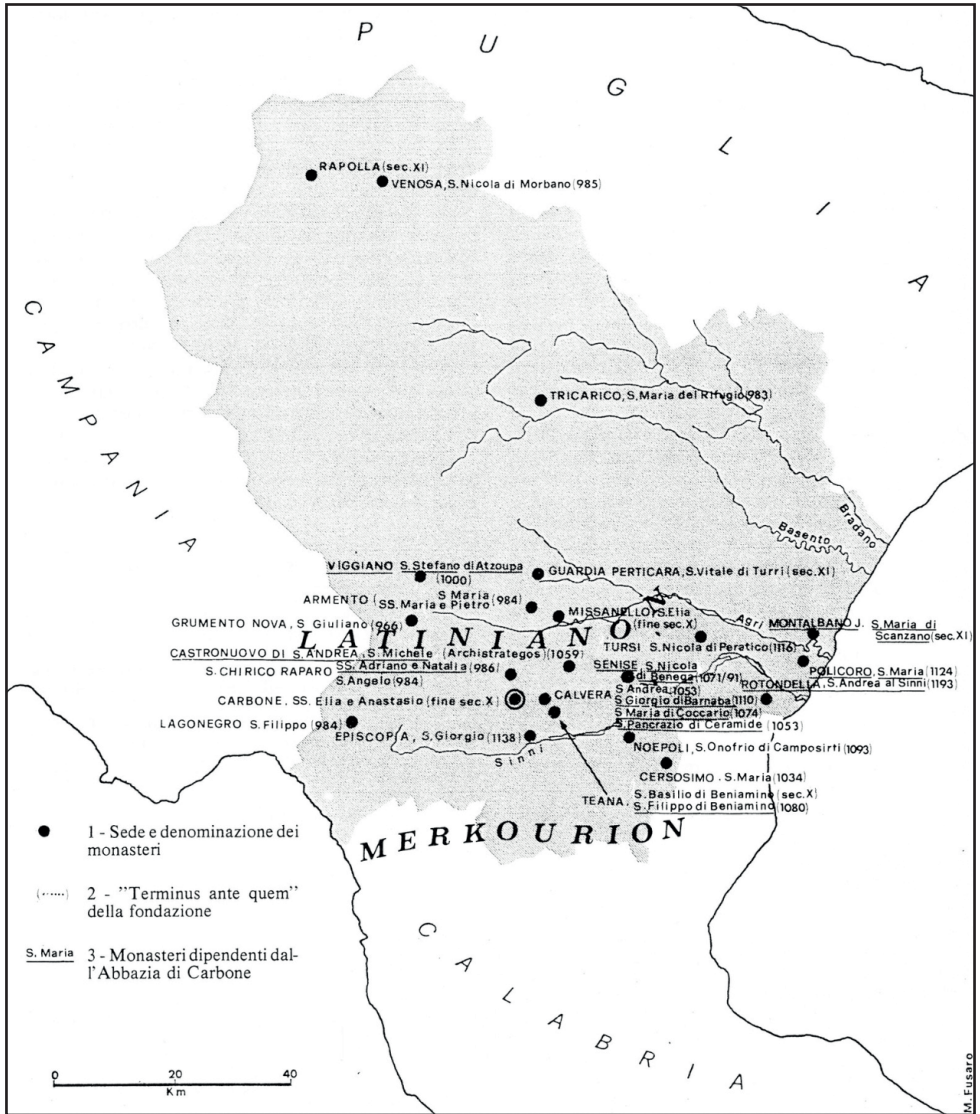 PUGLIA
CAMPANIA
RAPOLLA (sec.XI)
VENOSA, S.Nicola di Morbano (985)
TRICARICO, S.Maria del Rifugio (983)
Bradano
Basento
VIGGIANO S.Stefano di Atzoupa
(1000)
GUARDIA PERTICARA, S.Vitale di Turri (sec.XI)
ARMENTO (S.Maria (984)
SS. Maria e Pietro
MISSANELLO, S.Elia
(fine sec.X)
Agri
MONTALBANO J. S.Maria di
Scanzano (sec.XI)
GRUMENTO NOVA, S Giuliano (966)
LATINIANON
TURSI S.Nicola di Peratico (1116)
CASTRONUOVO DI S.ANDREA, S.Michele (Archistrategos) (1059)
S.CHIRICO RAPARO SS. Adriano e Natalia (986)
S.Angelo (984)
SENISE S.Nicola
di Benega (1071/91)
S Andrea (1053)
S Giorgio di Barnaba (1110)
S Maria di Coccario (1074)
S.Pancrazio di Ceramide (1053)
POLICORO, S.Maria (1124)
ROTONDELLA, S.Andrea al Sinni (1193)
CARBONE. SS. Elia e Anastasio (fine sec.X)
CALVERA
LAGONEGRO S.Filippo (984)
EPISCOPIA, S.Giorgio (1138)
Sinni
NOEPOLI, S.Onofrio di Camposirti (1093)
CERSOSIMO. S.Maria (1034)
TEANA. S.Basilio di Beniamino (sec.X)
S.Filippo di Beniamino (1080)
MERKOURION
CALABRIA
1 - Sede e denominazione dei
monasteri
(......) 2 - "Terminus ante quem"
della fondazione
S. Maria 3 - Monasteri dipendenti dal-
l'Abbazia di Carbone
0 20 40
Km
M. Fusaro